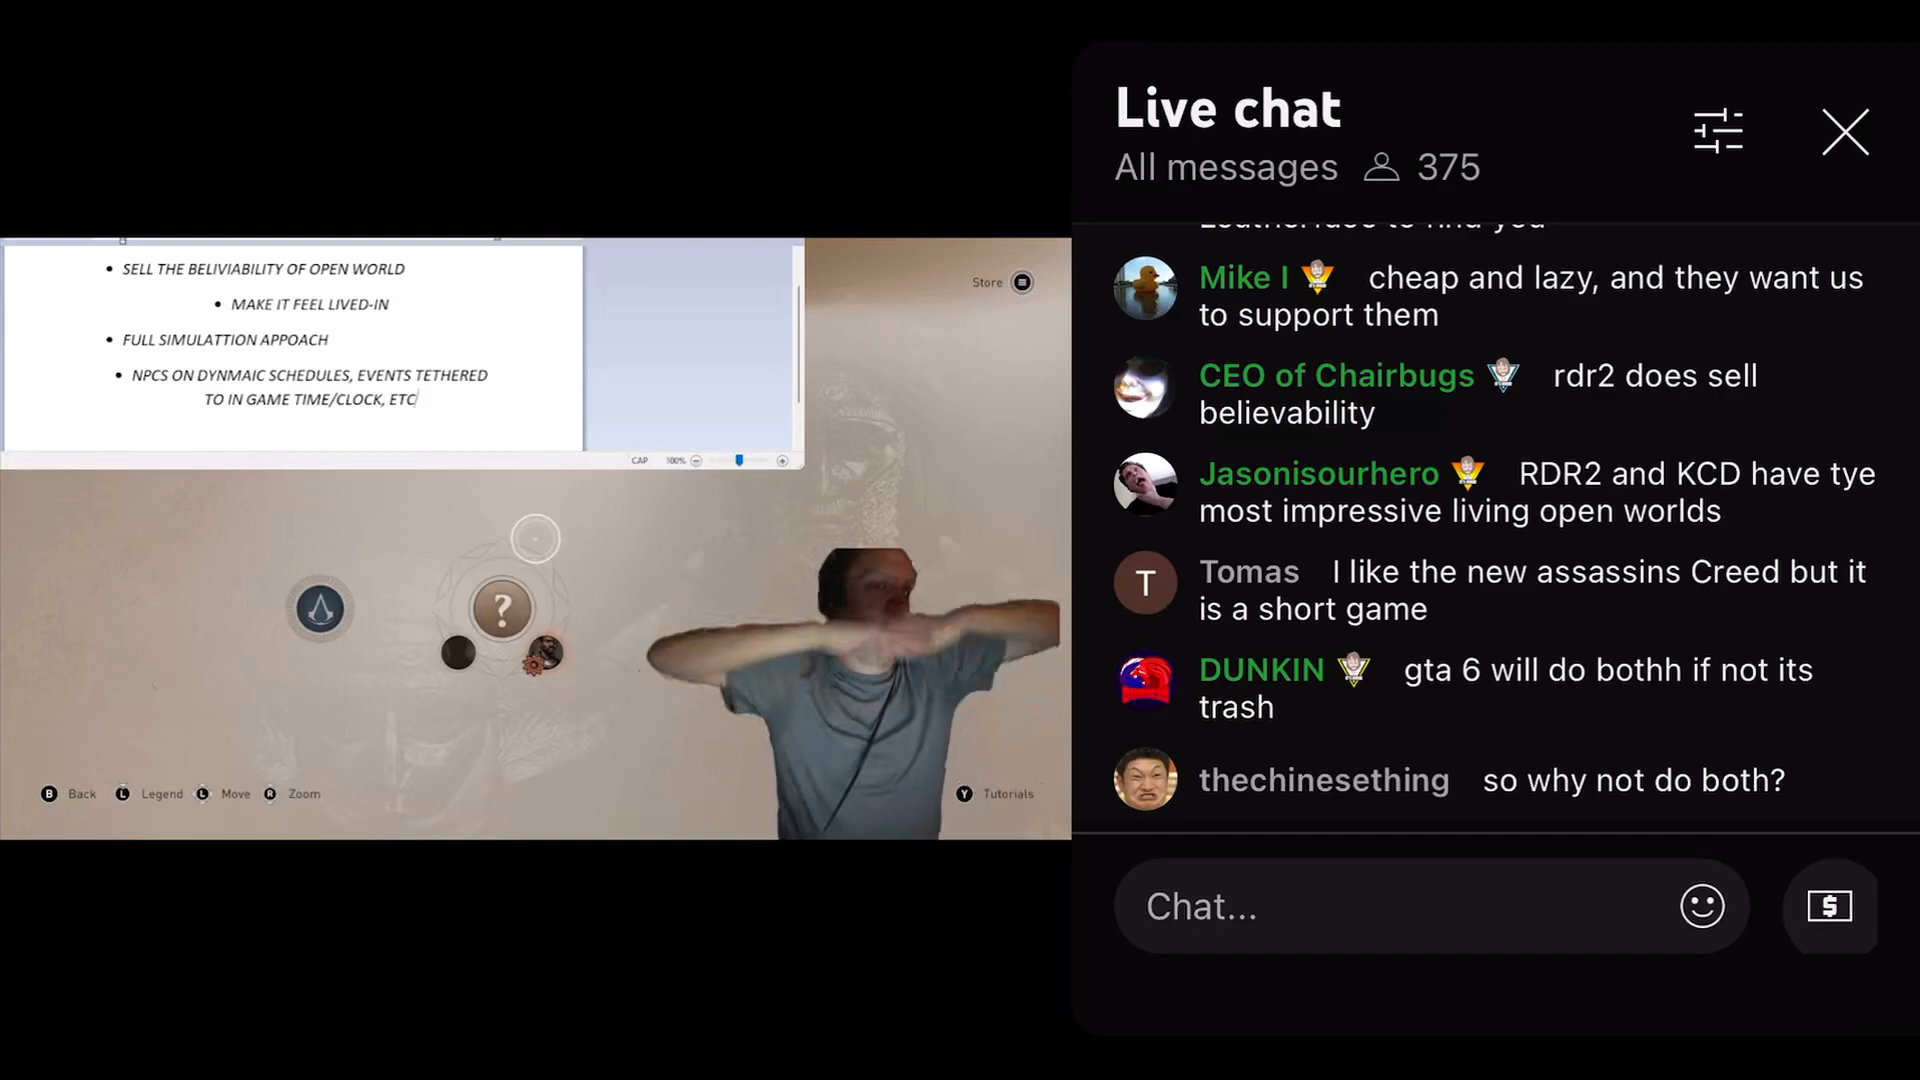 SELL THE BELIVIABILITY OF OPEN WORLD
MAKE IT FEEL LIVED-IN
FULL SIMULATTION APPOACH
NPCS ON DYNMAIC SCHEDULES, EVENTS TETHERED
TO IN GAME TIME/CLOCK, ETC
CAP 100%
Store
B Back L Legend L Move R Zoom
Y Tutorials
Live chat
All messages 375
Mike I cheap and lazy, and they want us
to support them
CEO of Chairbugs rdr2 does sell
believability
Jasonisourhero RDR2 and KCD have tye
most impressive living open worlds
T Tomas I like the new assassins Creed but it
is a short game
DUNKIN gta 6 will do bothh if not its
trash
thechinesething so why not do both?
Chat...